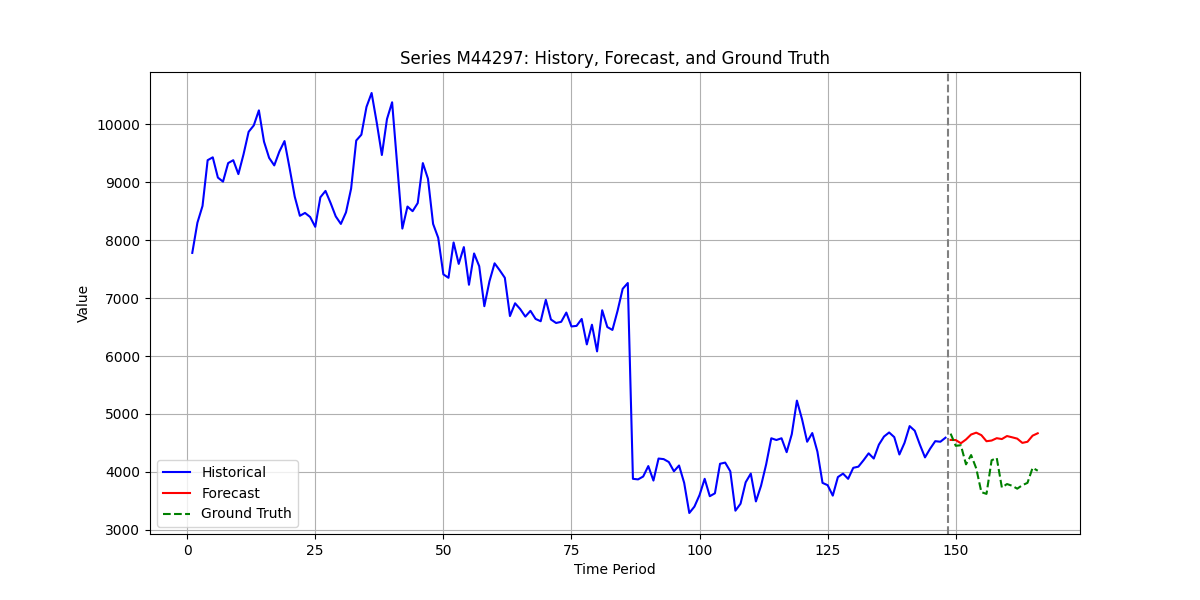 Series M44297: History, Forecast, and Ground Truth
10000
9000
8000
7000
6000
5000
4000
3000
Value
Historical
Forecast
Ground Truth
0
25
50
75
100
125
150
Time Period